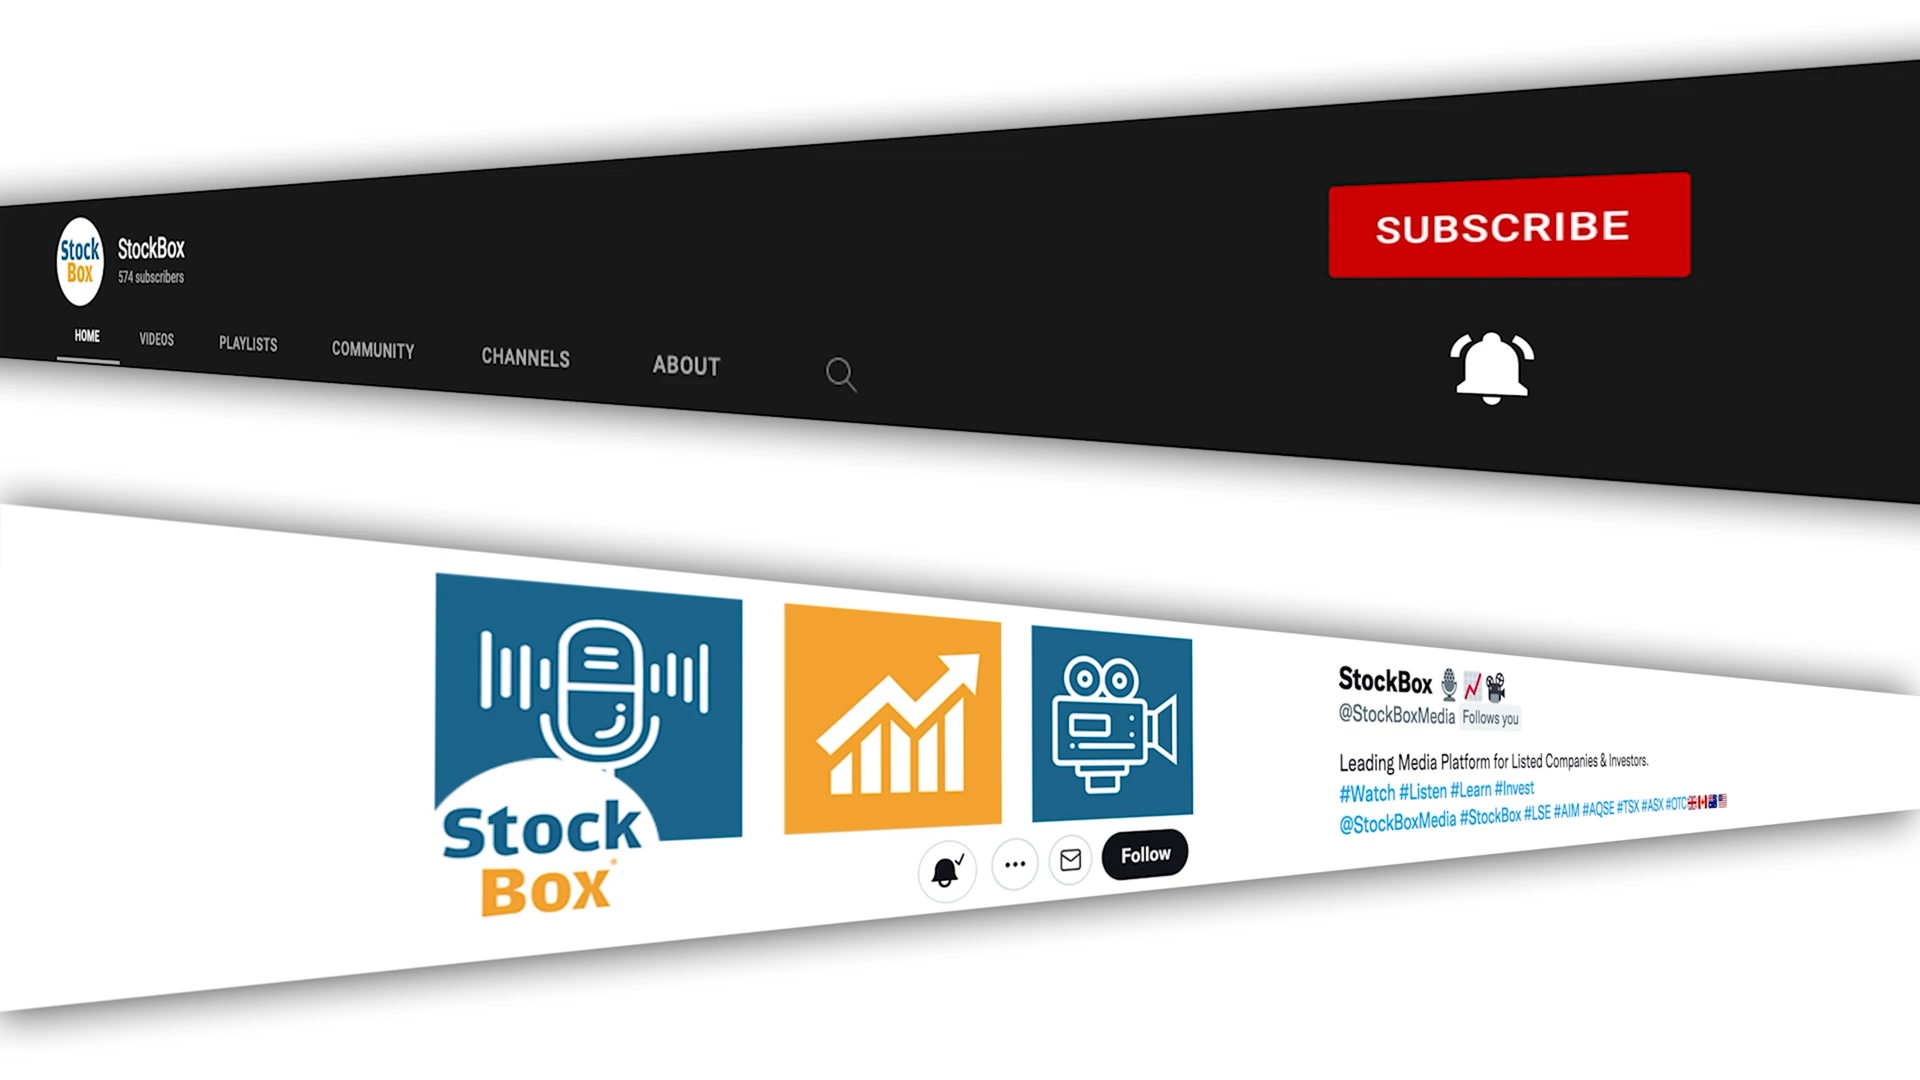 Stock
Box
StockBox
574 subscribers
SUBSCRIBE
HOME VIDEOS PLAYLISTS COMMUNITY CHANNELS ABOUT
Stock
Box
Follow
StockBox
@StockBoxMedia Follows you
Leading Media Platform for Listed Companies & Investors.
#Watch #Listen #Learn #Invest
@StockBoxMedia #StockBox #LSE #AIM #AQSE #TSX #ASX #OTC